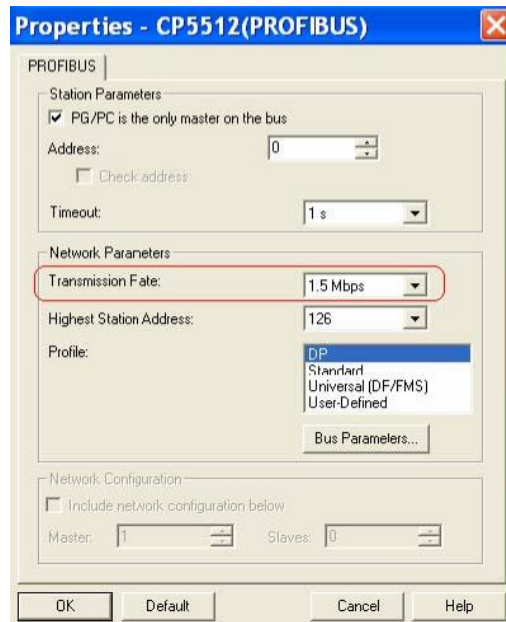 Properties - CP5512(PROFIBUS)
PROFIBUS
Station Parameters
PG/PC is the only master on the bus
Address:
0
Check address
Timeout:
1 s
Network Parameters
Transmission Fate:
1.5 Mbps
Highest Station Address:
126
Profile:
DP
Standard
Universal (DF/FMS)
User-Defined
Bus Paramelers...
Network Configuration
Include network configuration below
Master:
1
Slaves:
0
OK
Default
Cancel
Help